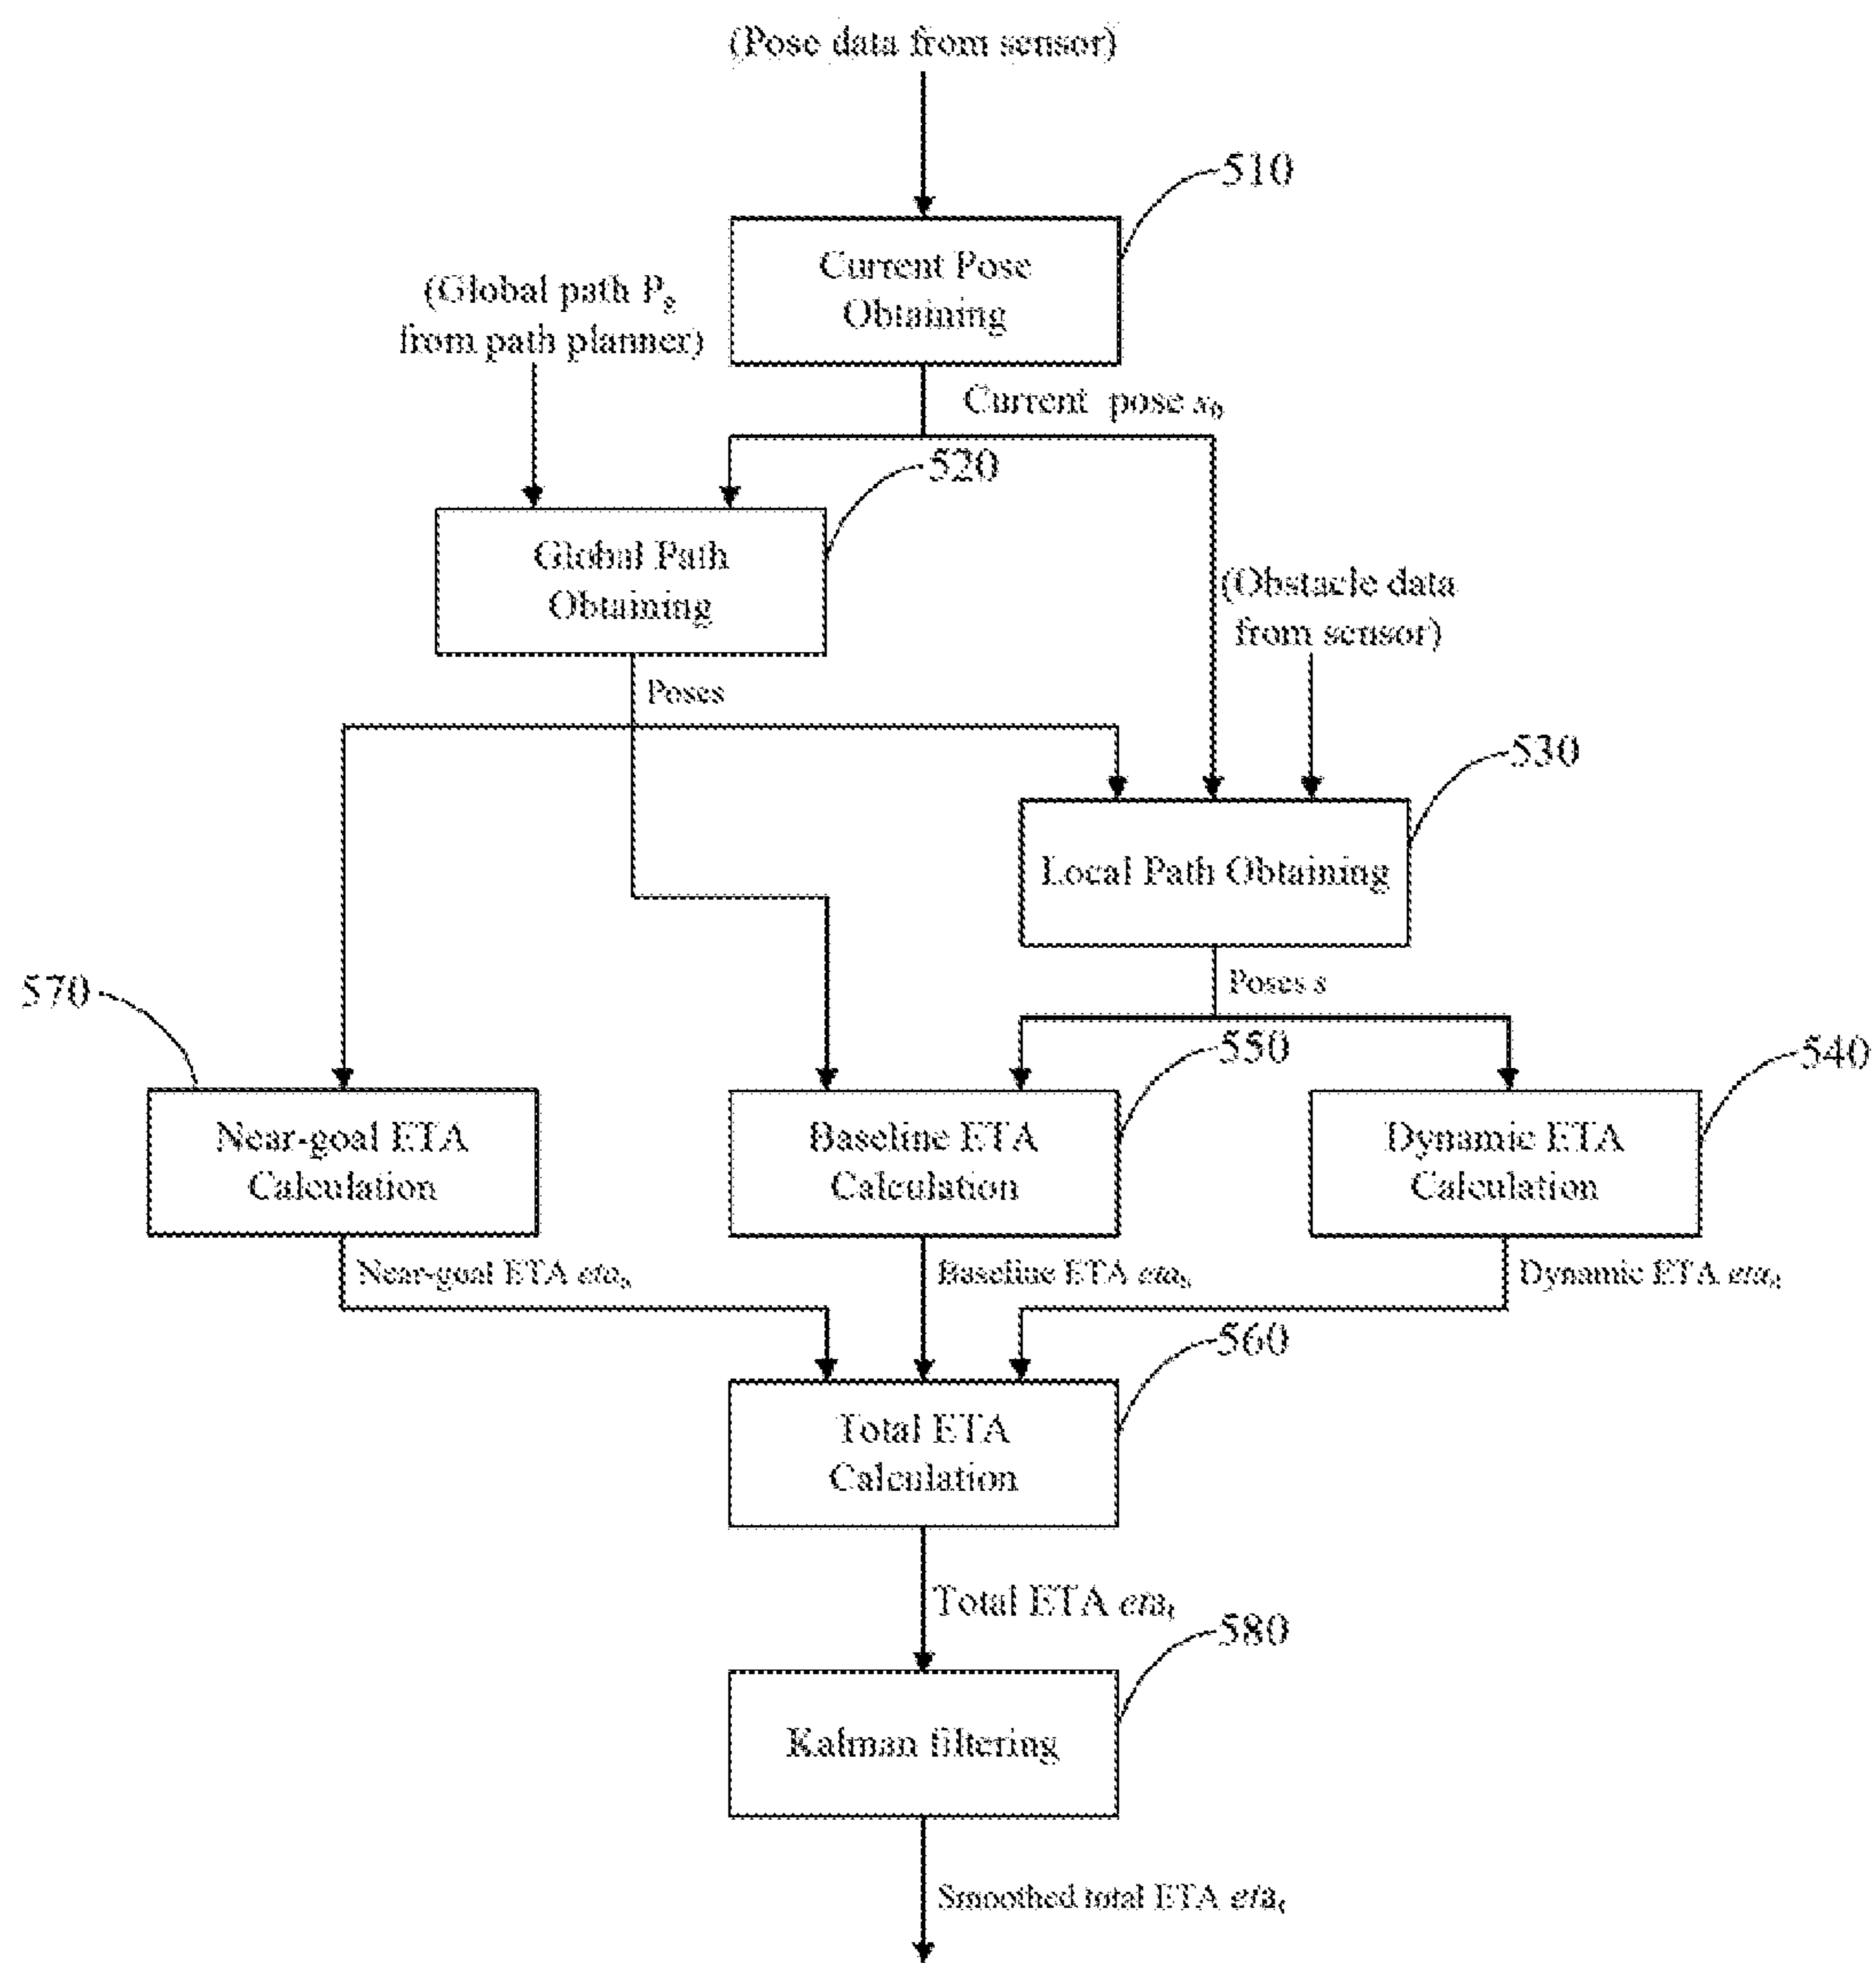 (Pose data from sensor)
510
Current Pose
Obtaining
(Global path Pg
from path planner)
Current pose s0
520
Global Path
Obtaining
(Obstacle data
from sensor)
Poses
530
Local Path Obtaining
Poses s
570
550
540
Near-goal ETA
Calculation
Baseline ETA
Calculation
Dynamic ETA
Calculation
Near-goal ETA eta
Baseline ETA eta
Dynamic ETA etad
560
Total ETA
Calculation
Total ETA etat
580
Kalman filtering
Smoothed total ETA etat